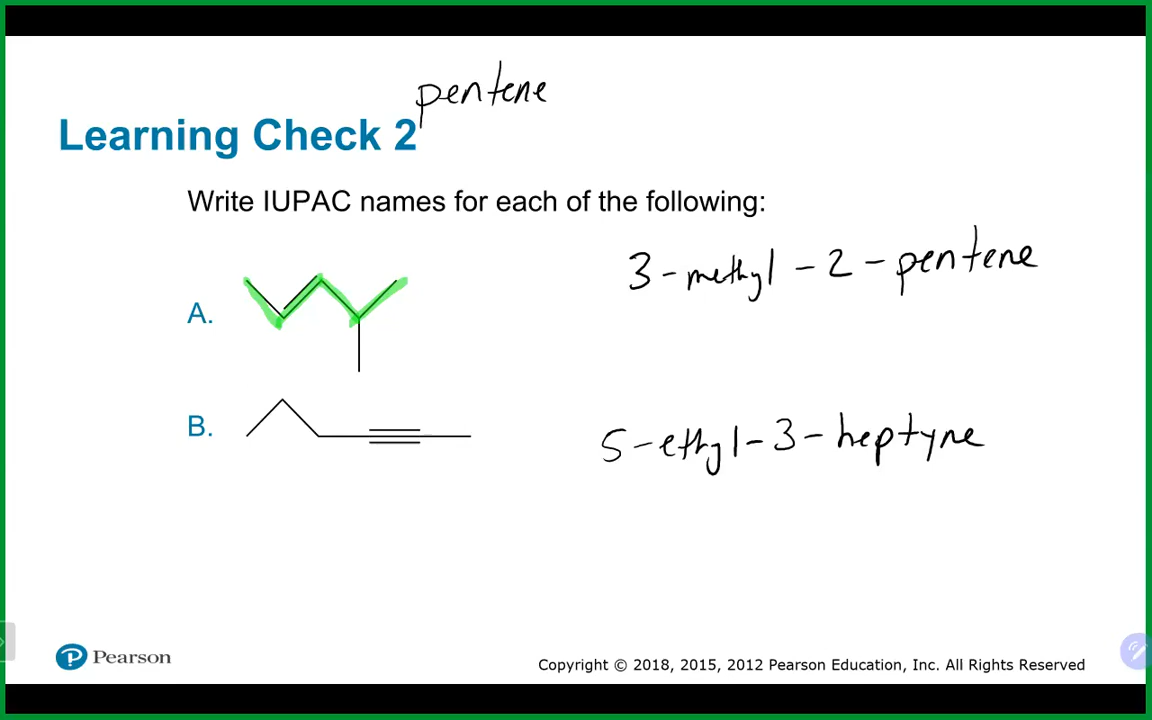 pentene
Learning Check 2
Write IUPAC names for each of the following:
3-methyl-2-pentene
A.
B.
5-ethyl-3-heptyne
Pearson
Copyright © 2018, 2015, 2012 Pearson Education, Inc. All Rights Reserved